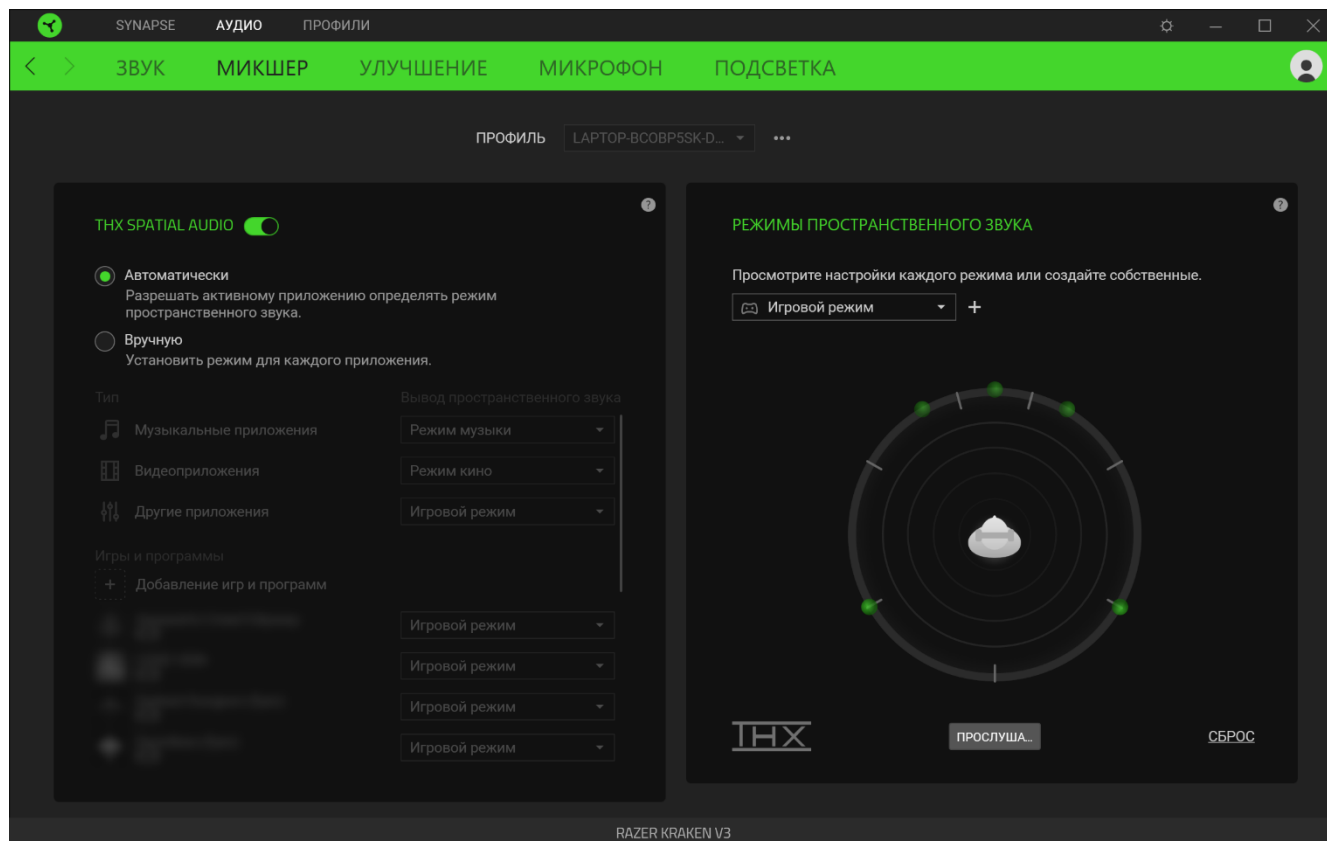 SYNAPSE АУДИО ПРОФИЛИ
ЗВУК МИКШЕР УЛУЧШЕНИЕ МИКРОФОН ПОДСВЕТКА
ПРОФИЛЬ LAPTOP-BCOBP5SK-D...
THX SPATIAL AUDIO
Автоматически
Разрешать активному приложению определять режим
пространственного звука.
Вручную
Установить режим для каждого приложения.
Тип Вывод пространственного звука
Музыкальные приложения Режим музыки
Видеоприложения Режим кино
Другие приложения Игровой режим
Игры и программы
Добавление игр и программ
Игровой режим
Игровой режим
Игровой режим
Игровой режим
РЕЖИМЫ ПРОСТРАНСТВЕННОГО ЗВУКА
Просмотрите настройки каждого режима или создайте собственные.
Игровой режим
THX ПРОСЛУША... СБРОС
RAZER KRAKEN V3